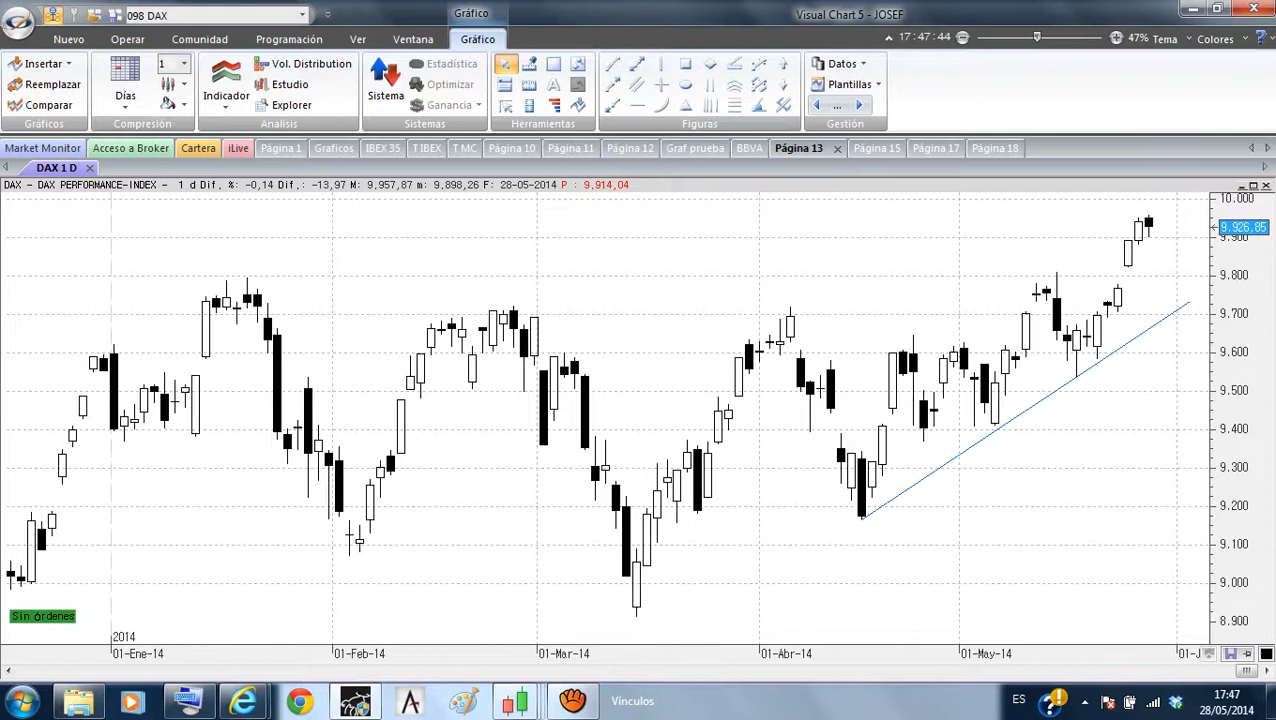 098 DAX
Gráfico
Visual Chart 5 - JOSEF
Nuevo Operar Comunidad Programación Ver Ventana Gráfico
17:47:44 47% Tema Colores
Insertar
Reemplazar
Comparar
Gráficos
1
Días
Compresión
Indicador
Vol. Distribution
Estudio
Explorer
Análisis
Sistema
Estadística
Optimizar
Ganancia
Sistemas
Herramientas
Figuras
Datos
Plantillas
...
Gestión
Market Monitor Acceso a Broker Cartera iLive Página 1 Graficos IBEX 35 T IBEX T MC Página 10 Página 11 Página 12 Graf prueba BBVA Página 13 Página 15 Página 17 Página 18
DAX 1 D
DAX - DAX PERFORMANCE-INDEX - 1 d Dif. %: -0,14 Dif.: -13,97 M: 9.957,87 m: 9.898,26 F: 28-05-2014 P : 9,914,04
10.000
9.926,85
9.900
9.800
9.700
9.600
9.500
9.400
9.300
9.200
9.100
9.000
8.900
Sin órdenes
2014
01-Ene-14 01-Feb-14 01-Mar-14 01-Abr-14 01-May-14 01-J
Vínculos
ES
17:47
28/05/2014